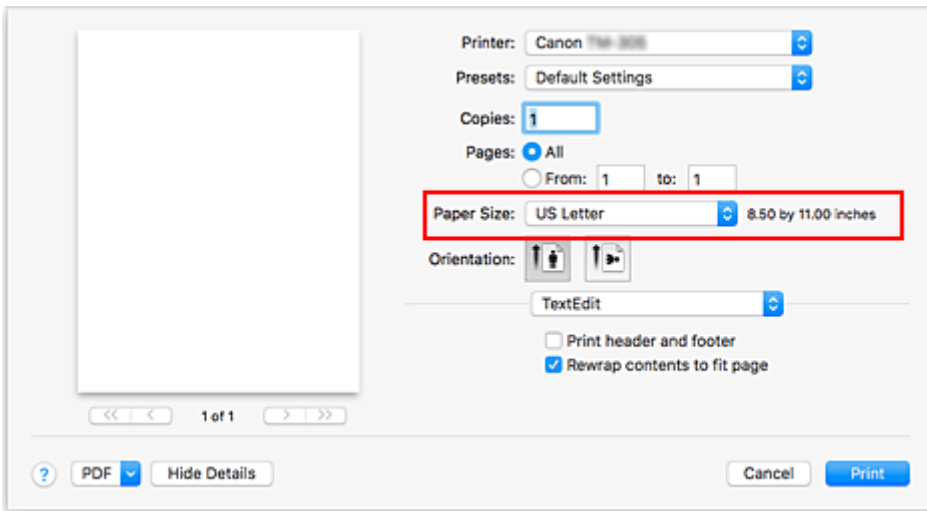 Printer: Canon
Presets: Default Settings
Copies: 1
Pages: All
From: 1 to: 1
Paper Size: US Letter 8.50 by 11.00 inches
Orientation:
TextEdit
Print header and footer
Rewrap contents to fit page
<< < 1 of 1 > >>
? PDF Hide Details Cancel Print